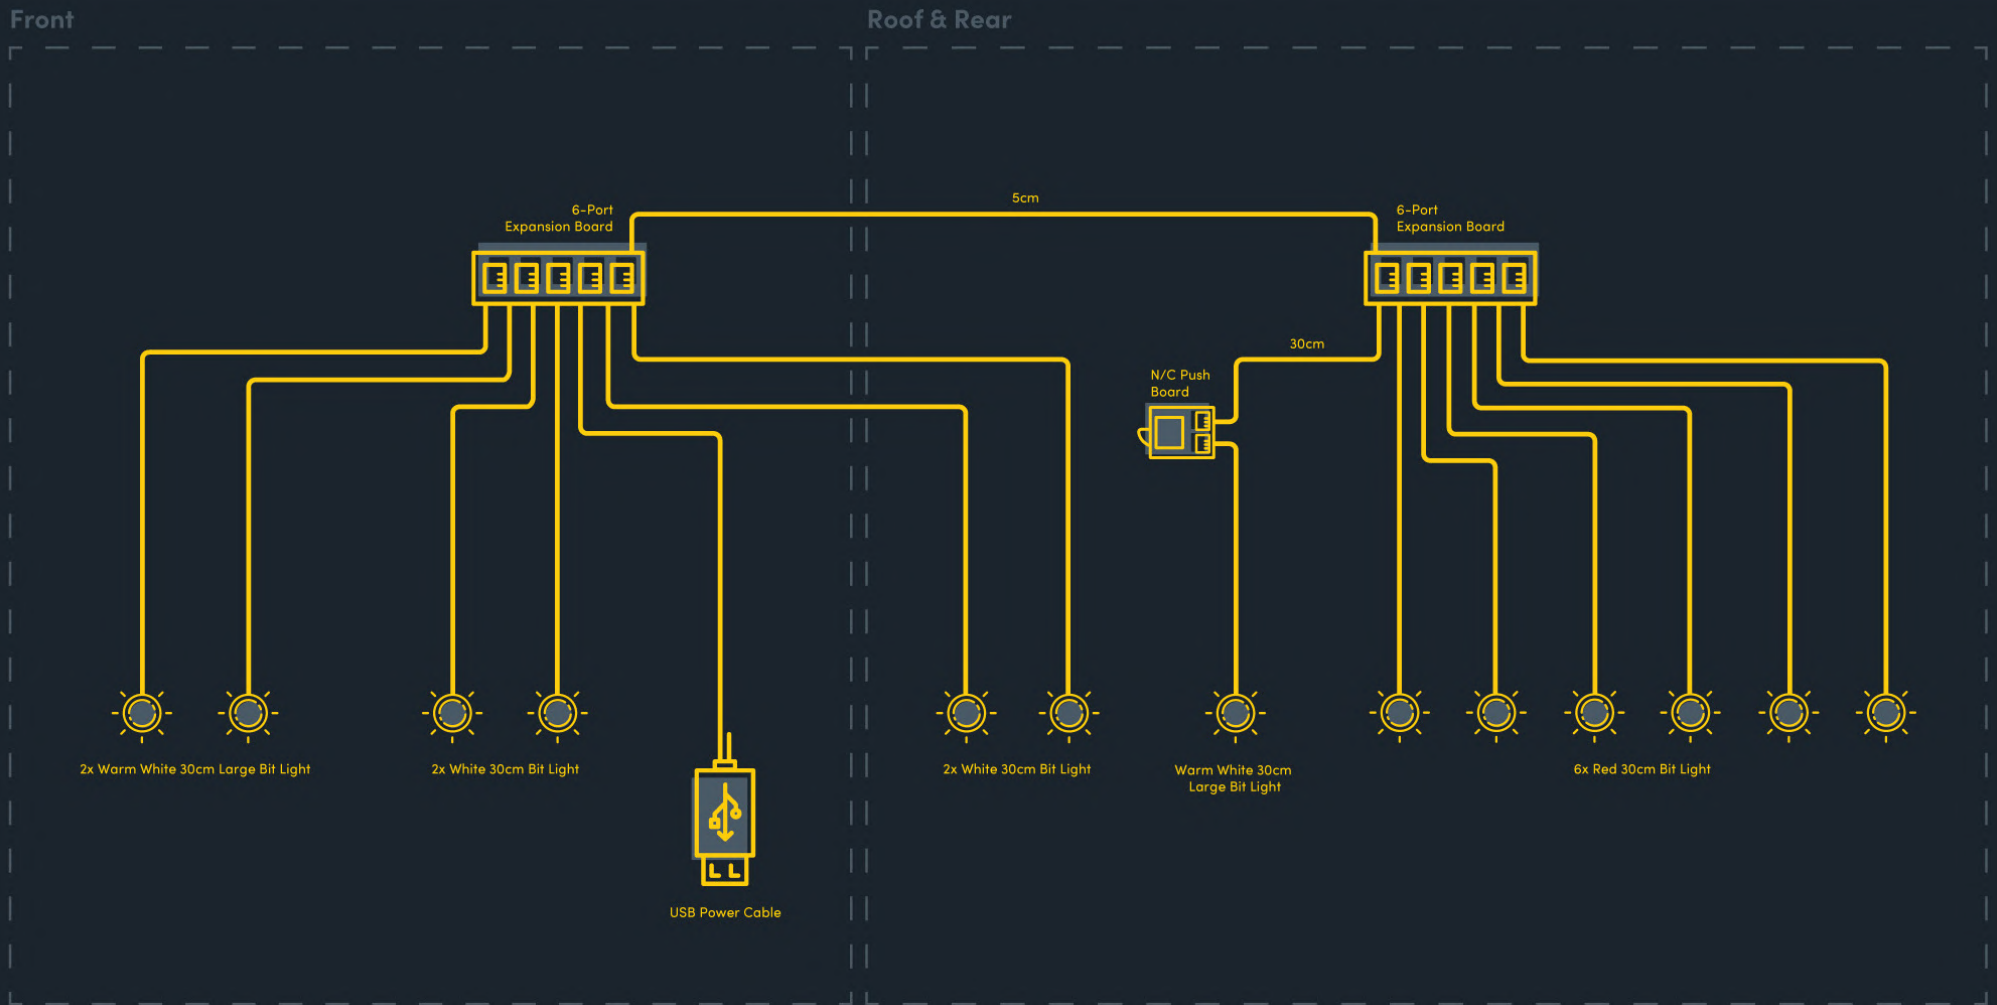 Front
Roof & Rear
5cm
6-Port
Expansion Board
6-Port
Expansion Board
30cm
N/C Push
Board
2x Warm White 30cm Large Bit Light
2x White 30cm Bit Light
2x White 30cm Bit Light
Warm White 30cm
Large Bit Light
6x Red 30cm Bit Light
USB Power Cable